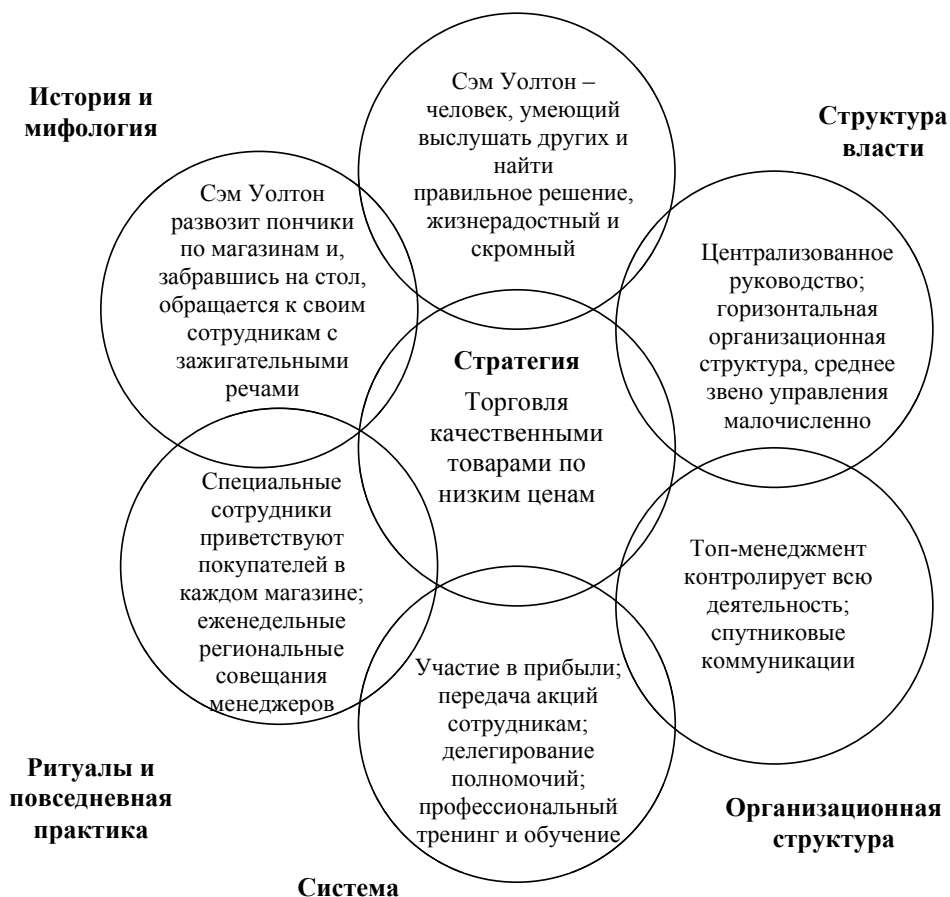 Сэм Уолтон –
человек, умеющий
выслушать других и
найти
правильное решение,
жизнерадостный и
скромный
История и
мифология
Сэм Уолтон
развозит пончики
по магазинам и,
забравшись на стол,
обращается к своим
сотрудникам с
зажигательными
речами
Структура
власти
Централизованное
руководство;
горизонтальная
организационная
структура, среднее
звено управления
малочисленно
Стратегия
Торговля
качественными
товарами по
низким ценам
Специальные
сотрудники
приветствуют
покупателей в
каждом магазине;
еженедельные
региональные
совещания
менеджеров
Топ-менеджмент
контролирует всю
деятельность;
спутниковые
коммуникации
Участие в прибыли;
передача акций
сотрудникам;
делегирование
полномочий;
профессиональный
тренинг и обучение
Ритуалы и
повседневная
практика
Организационная
структура
Система